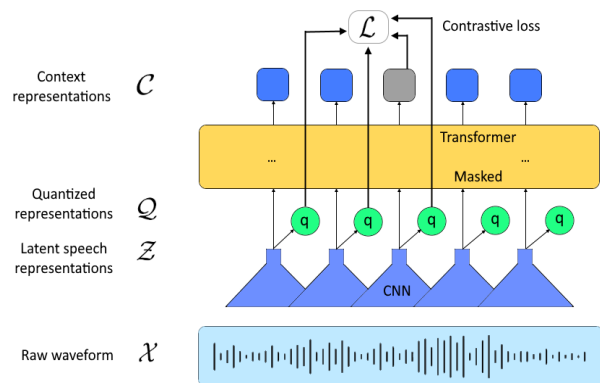 ℒ Contrastive loss
Context
representations 𝒞
Transformer
... ...
Masked
Quantized
representations 𝒬
q q q q q
Latent speech
representations 𝒵
CNN
Raw waveform 𝒳